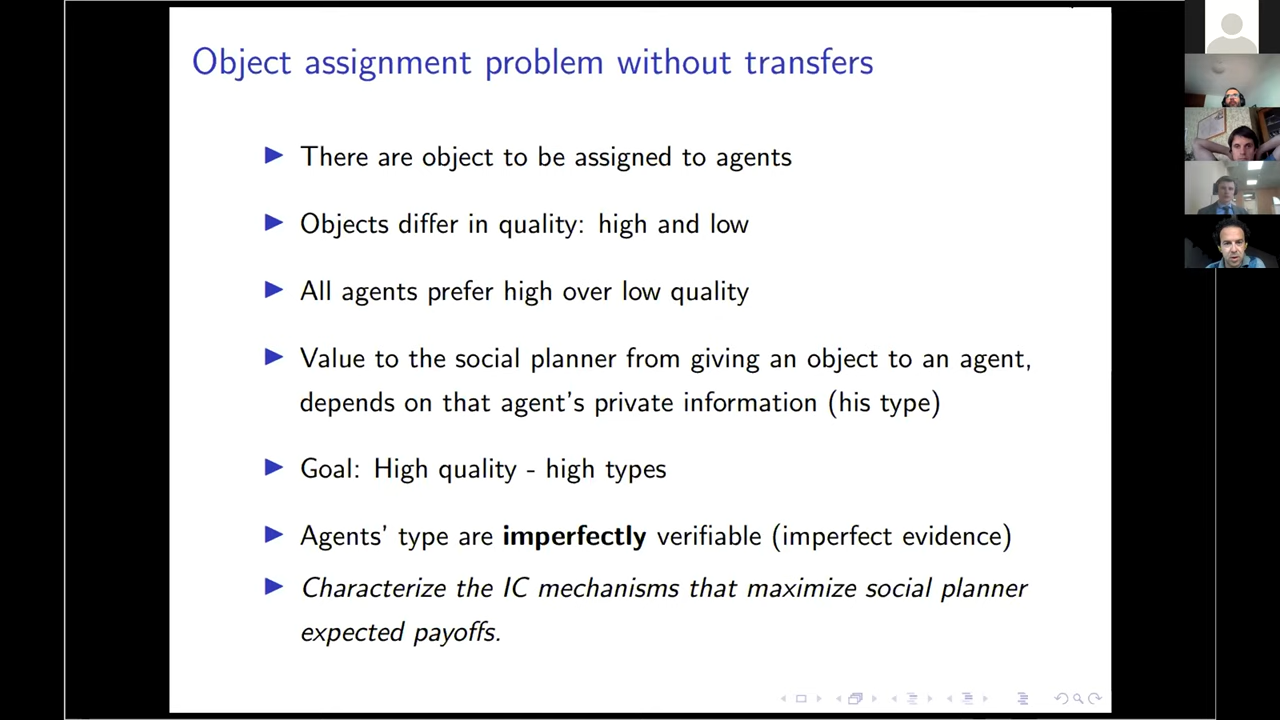 Object assignment problem without transfers
There are object to be assigned to agents
Objects differ in quality: high and low
All agents prefer high over low quality
Value to the social planner from giving an object to an agent,
depends on that agent's private information (his type)
Goal: High quality - high types
Agents' type are imperfectly verifiable (imperfect evidence)
Characterize the IC mechanisms that maximize social planner
expected payoffs.